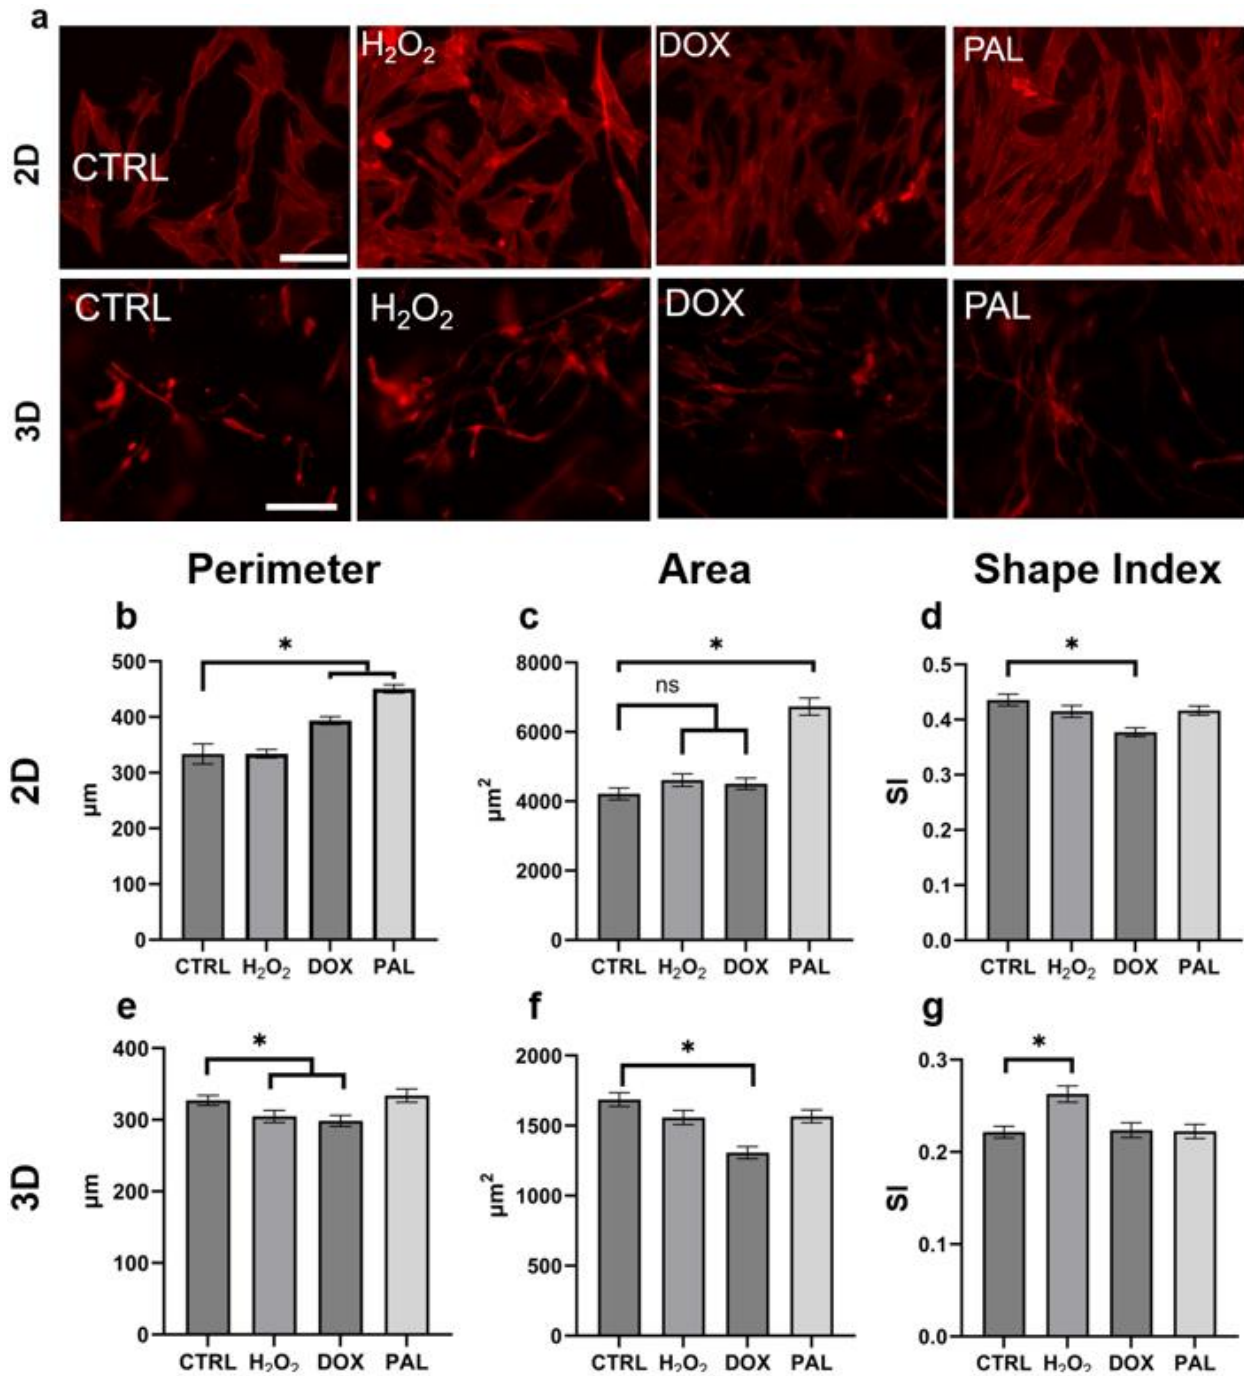 a
2D
CTRL
H₂O₂
DOX
PAL
3D
CTRL
H₂O₂
DOX
PAL
Perimeter
Area
Shape Index
2D
b
*
500
400
300
200
100
0
µm
CTRL H₂O₂ DOX PAL
c
*
ns
8000
6000
4000
2000
0
µm²
CTRL H₂O₂ DOX PAL
d
*
0.5
0.4
0.3
0.2
0.1
0.0
SI
CTRL H₂O₂ DOX PAL
3D
e
*
400
300
200
100
0
µm
CTRL H₂O₂ DOX PAL
f
*
2000
1500
1000
500
0
µm²
CTRL H₂O₂ DOX PAL
g
*
0.3
0.2
0.1
0.0
SI
CTRL H₂O₂ DOX PAL